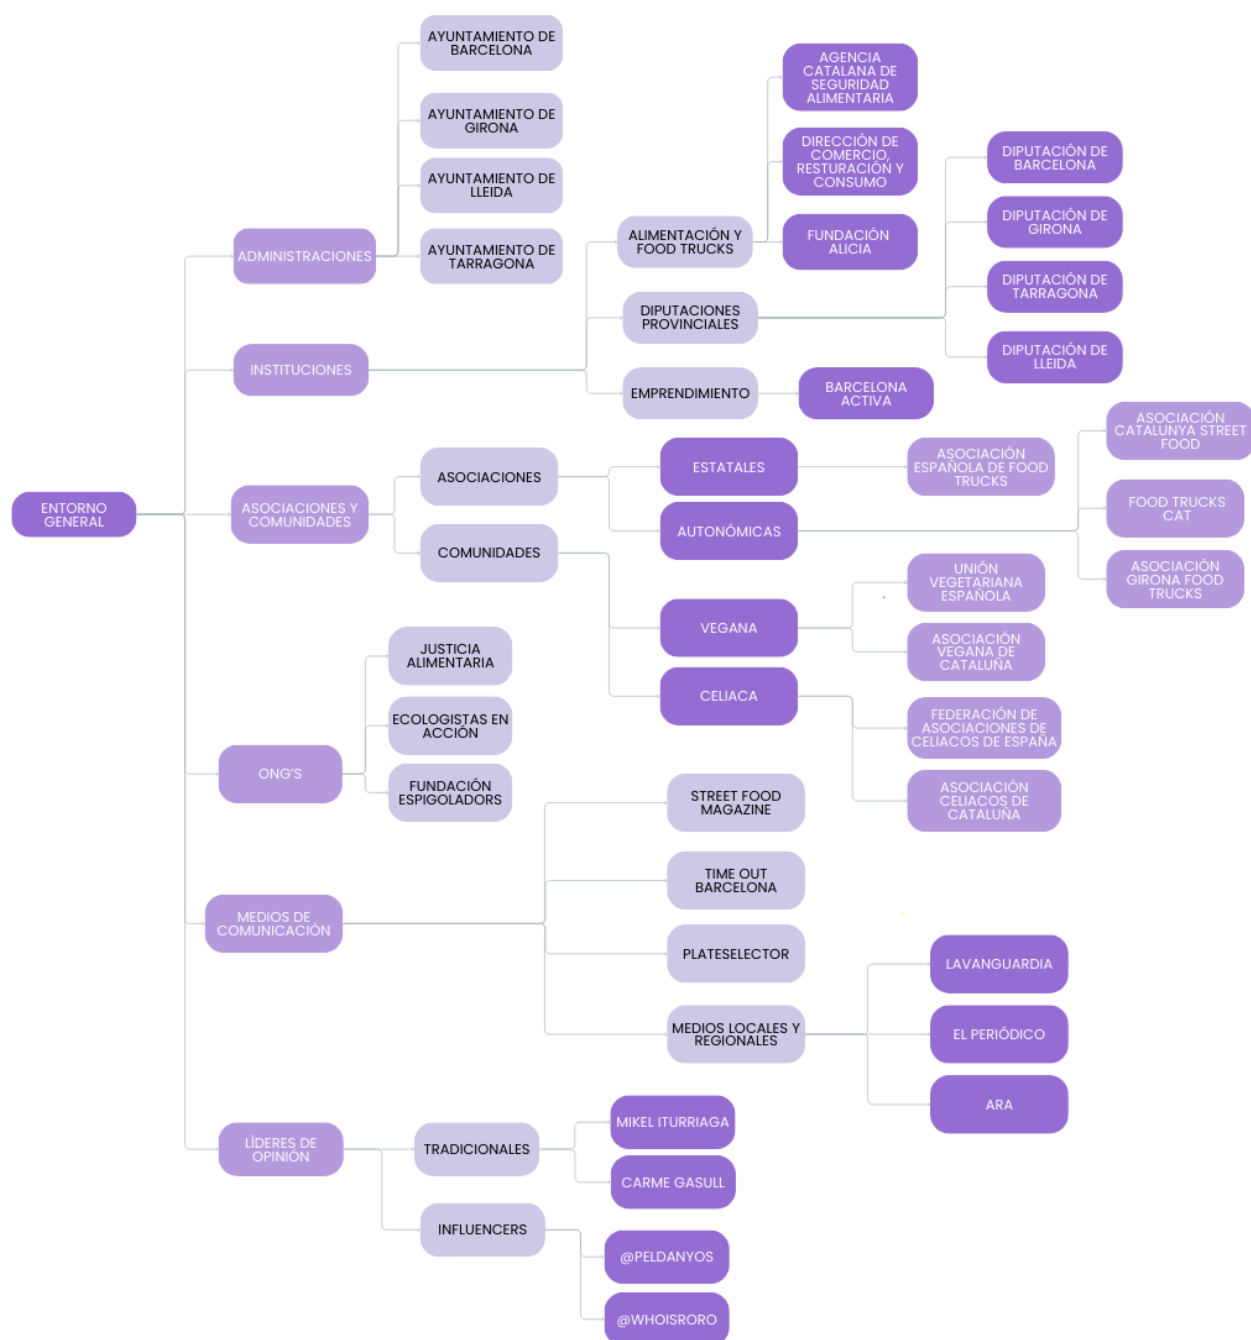 ENTORNO
GENERAL
ADMINISTRACIONES
AYUNTAMIENTO DE
BARCELONA
AYUNTAMIENTO DE
GIRONA
AYUNTAMIENTO DE
LLEIDA
AYUNTAMIENTO DE
TARRAGONA
INSTITUCIONES
ALIMENTACIÓN Y
FOOD TRUCKS
AGENCIA
CATALANA DE
SEGURIDAD
ALIMENTARIA
DIRECCIÓN DE
COMERCIO,
RESTURACIÓN Y
CONSUMO
FUNDACIÓN
ALICIA
DIPUTACIONES
PROVINCIALES
DIPUTACIÓN DE
BARCELONA
DIPUTACIÓN DE
GIRONA
DIPUTACIÓN DE
TARRAGONA
DIPUTACIÓN DE
LLEIDA
EMPRENDIMIENTO
BARCELONA
ACTIVA
ASOCIACIONES Y
COMUNIDADES
ASOCIACIONES
ESTATALES
ASOCIACIÓN
ESPAÑOLA DE FOOD
TRUCKS
AUTONÓMICAS
ASOCIACIÓN
CATALUNYA STREET
FOOD
FOOD TRUCKS
CAT
ASOCIACIÓN
GIRONA FOOD
TRUCKS
COMUNIDADES
VEGANA
UNIÓN
VEGETARIANA
ESPAÑOLA
ASOCIACIÓN
VEGANA DE
CATALUÑA
CELIACA
FEDERACIÓN DE
ASOCIACIONES DE
CELIACOS DE ESPAÑA
ASOCIACIÓN
CELIACOS DE
CATALUÑA
ONG'S
JUSTICIA
ALIMENTARIA
ECOLOGISTAS EN
ACCIÓN
FUNDACIÓN
ESPIGOLADORS
MEDIOS DE
COMUNICACIÓN
STREET FOOD
MAGAZINE
TIME OUT
BARCELONA
PLATESELECTOR
MEDIOS LOCALES Y
REGIONALES
LAVANGUARDIA
EL PERIÓDICO
ARA
LÍDERES DE
OPINIÓN
TRADICIONALES
MIKEL ITURRIAGA
CARME GASULL
INFLUENCERS
@PELDANYOS
@WHOISRORO